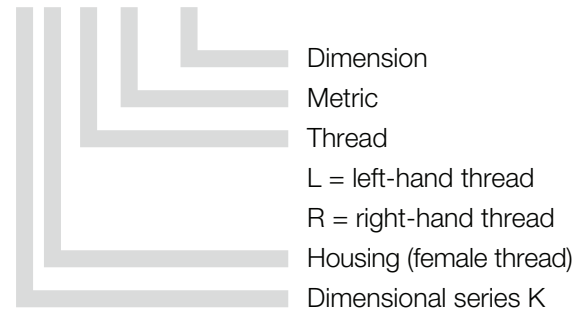 Dimension
Metric
Thread
L = left-hand thread
R = right-hand thread
Housing (female thread)
Dimensional series K